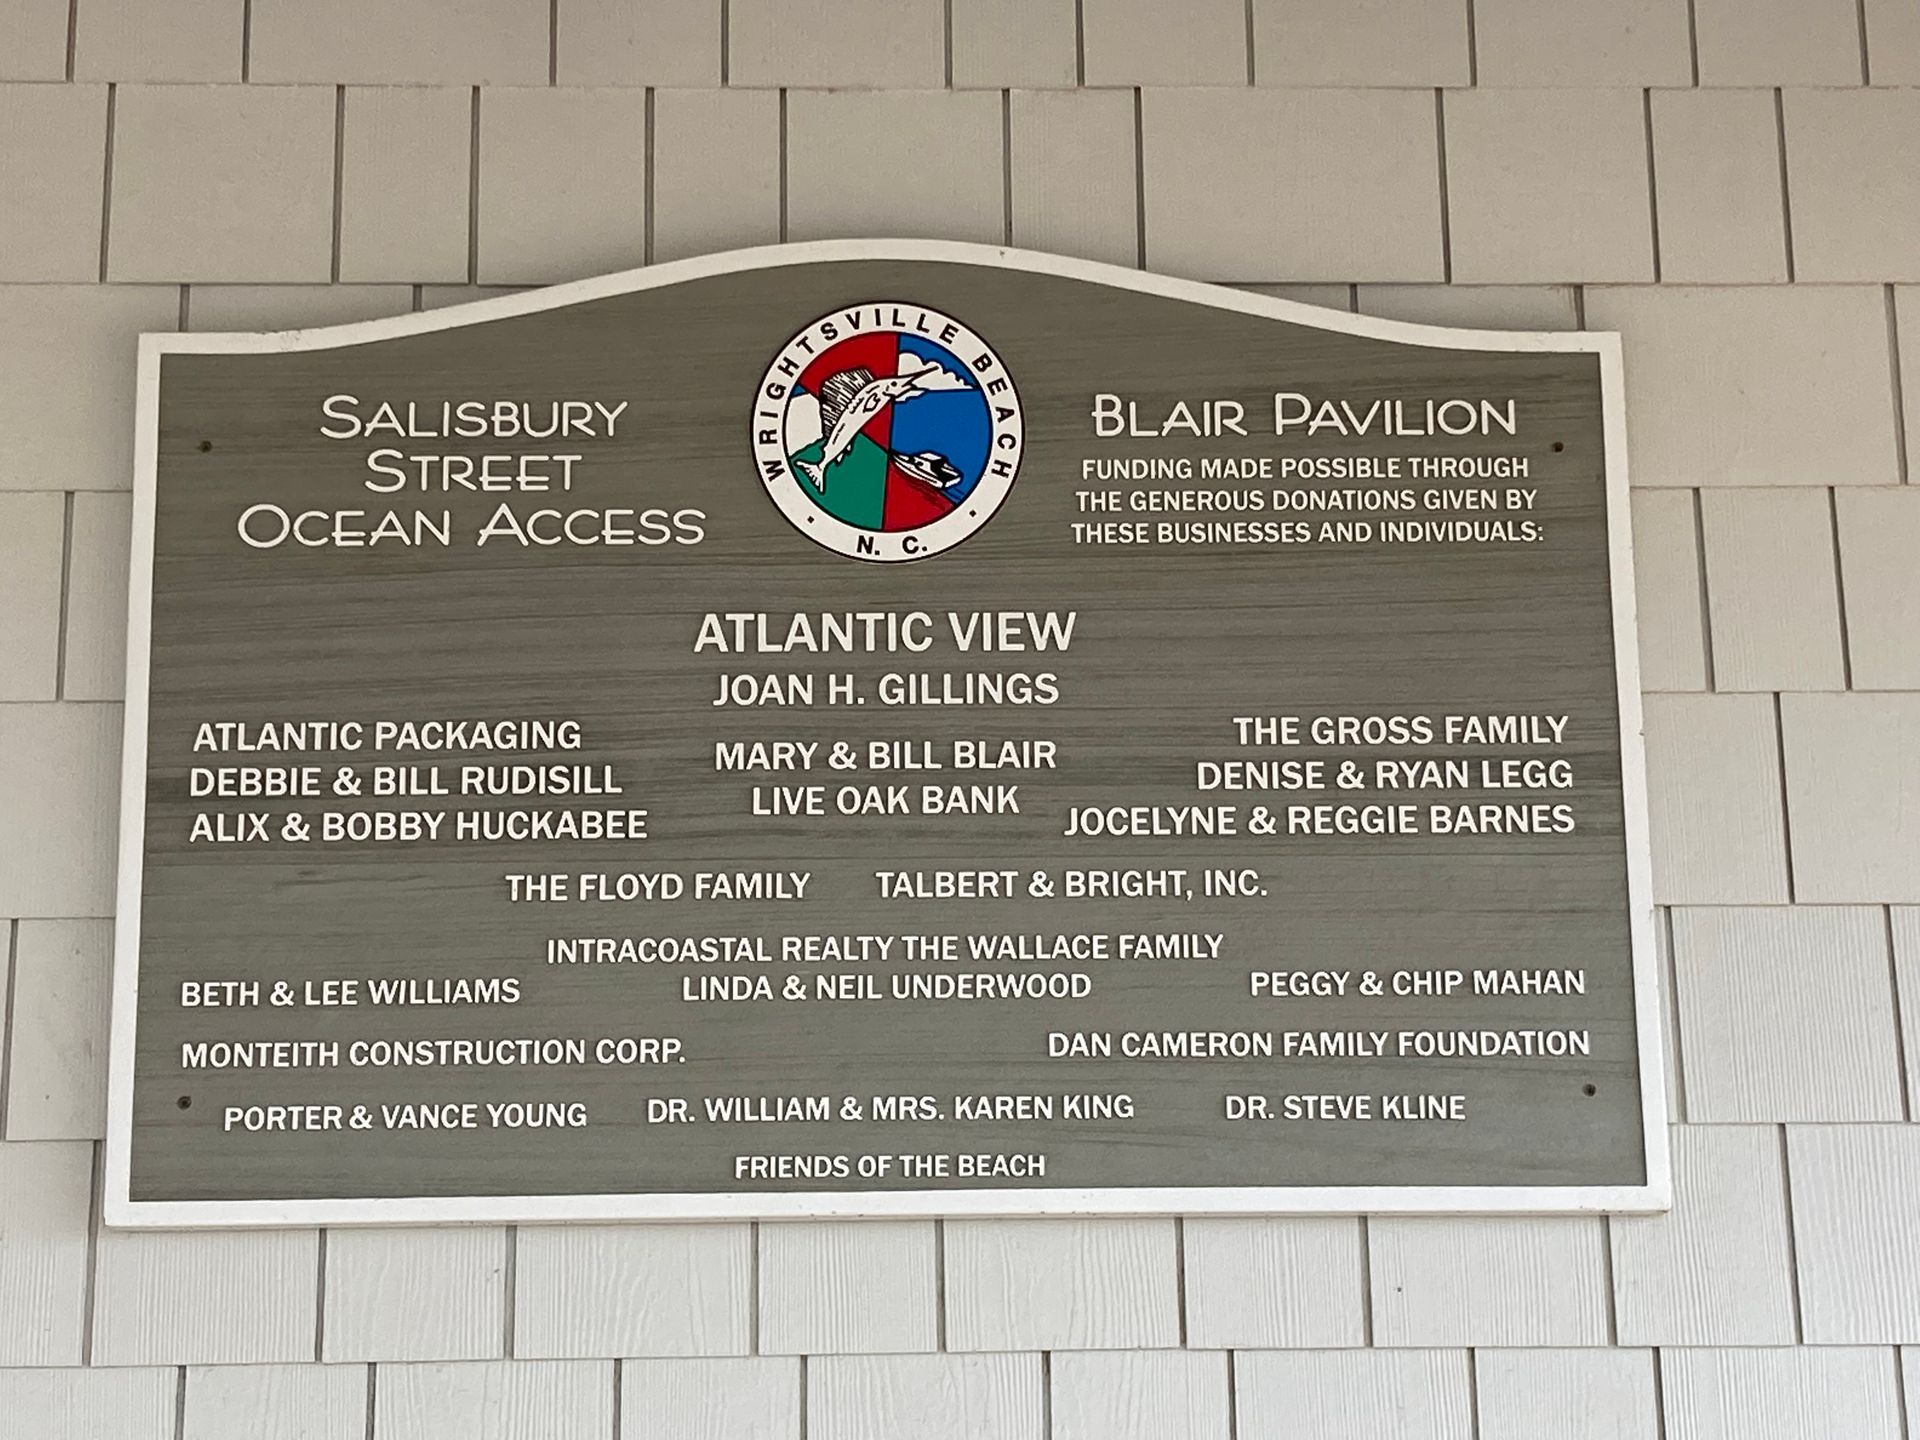 WRIGHTSVILLE BEACH
N. C.
SALISBURY
STREET
OCEAN ACCESS
BLAIR PAVILION
FUNDING MADE POSSIBLE THROUGH
THE GENEROUS DONATIONS GIVEN BY
THESE BUSINESSES AND INDIVIDUALS:
ATLANTIC VIEW
JOAN H. GILLINGS
ATLANTIC PACKAGING
DEBBIE & BILL RUDISILL
ALIX & BOBBY HUCKABEE
MARY & BILL BLAIR
LIVE OAK BANK
THE GROSS FAMILY
DENISE & RYAN LEGG
JOCELYNE & REGGIE BARNES
THE FLOYD FAMILY TALBERT & BRIGHT, INC.
INTRACOASTAL REALTY THE WALLACE FAMILY
BETH & LEE WILLIAMS LINDA & NEIL UNDERWOOD PEGGY & CHIP MAHAN
MONTEITH CONSTRUCTION CORP. DAN CAMERON FAMILY FOUNDATION
PORTER & VANCE YOUNG DR. WILLIAM & MRS. KAREN KING DR. STEVE KLINE
FRIENDS OF THE BEACH